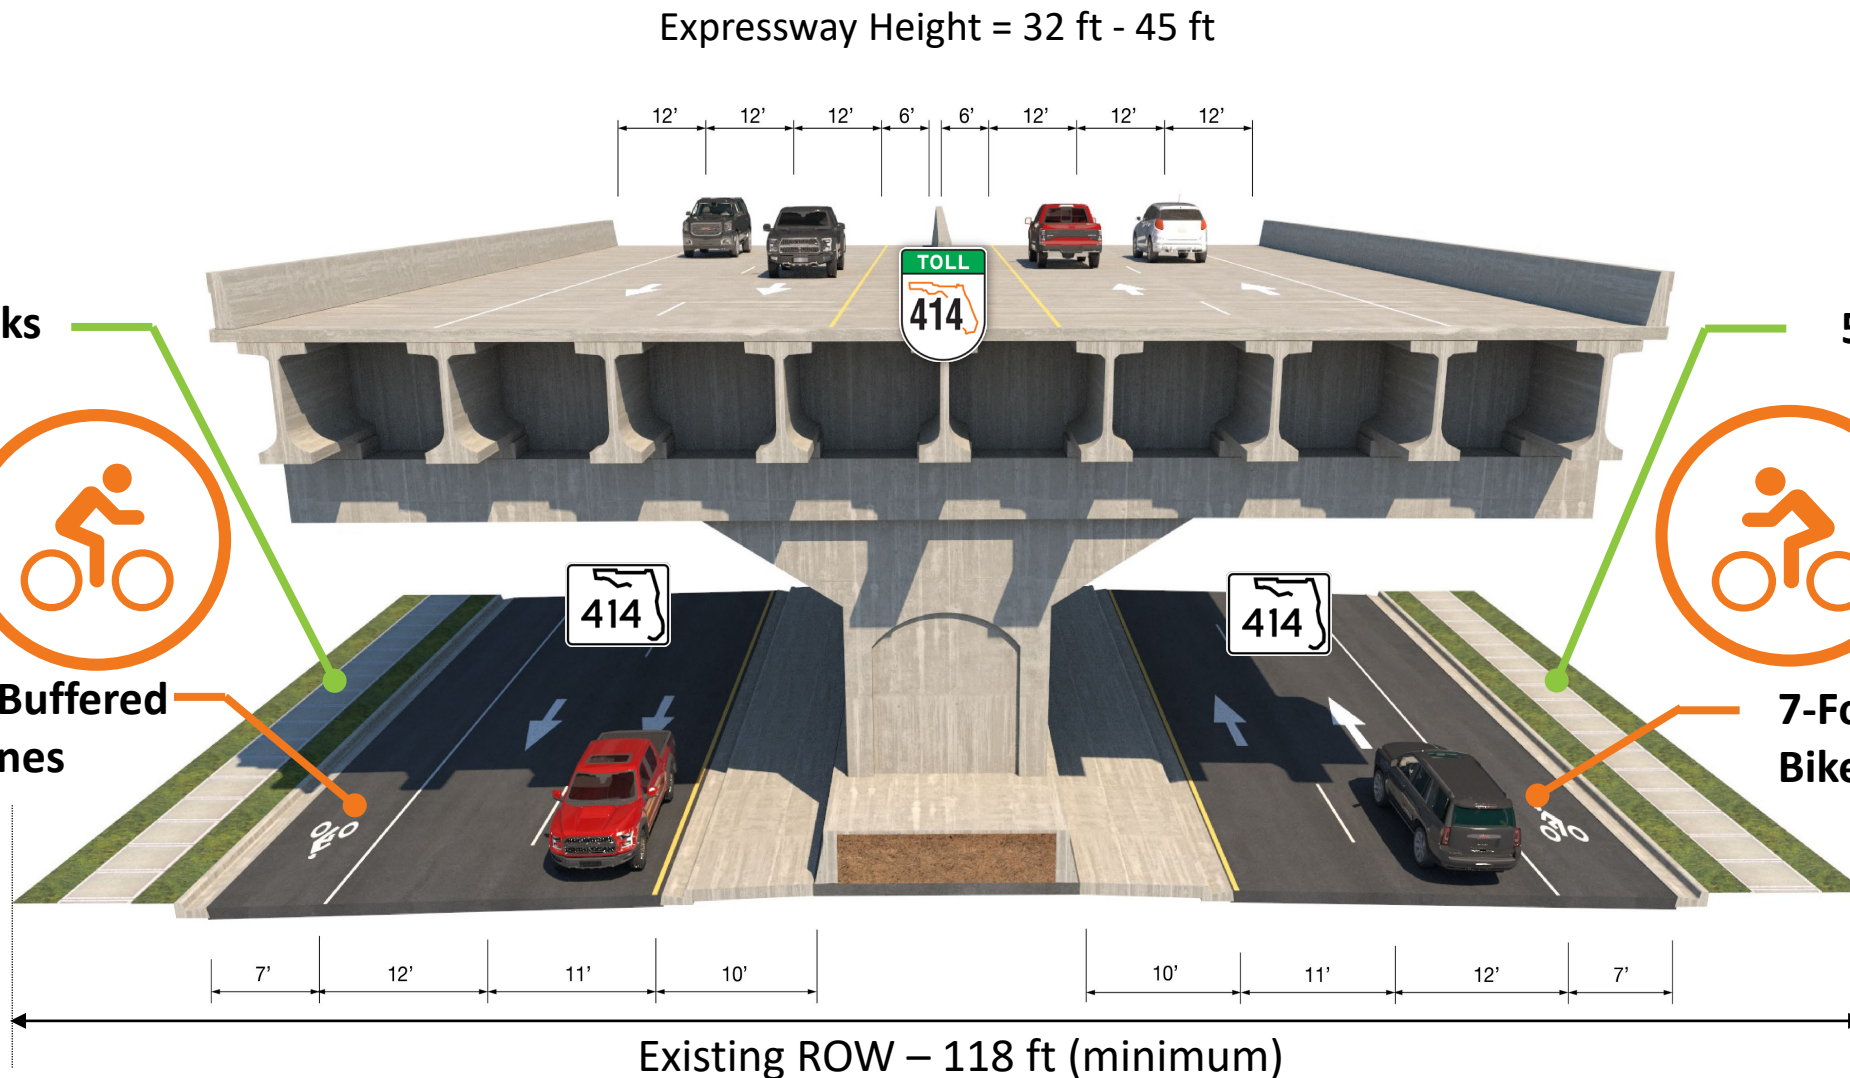 Expressway Height = 32 ft - 45 ft
12’ 12’ 12’ 6’ 6’ 12’ 12’ 12’
TOLL
414
ks
5
414
414
Buffered
nes
7-Fo
Bike
7’ 12’ 11’ 10’ 10’ 11’ 12’ 7’
Existing ROW – 118 ft (minimum)